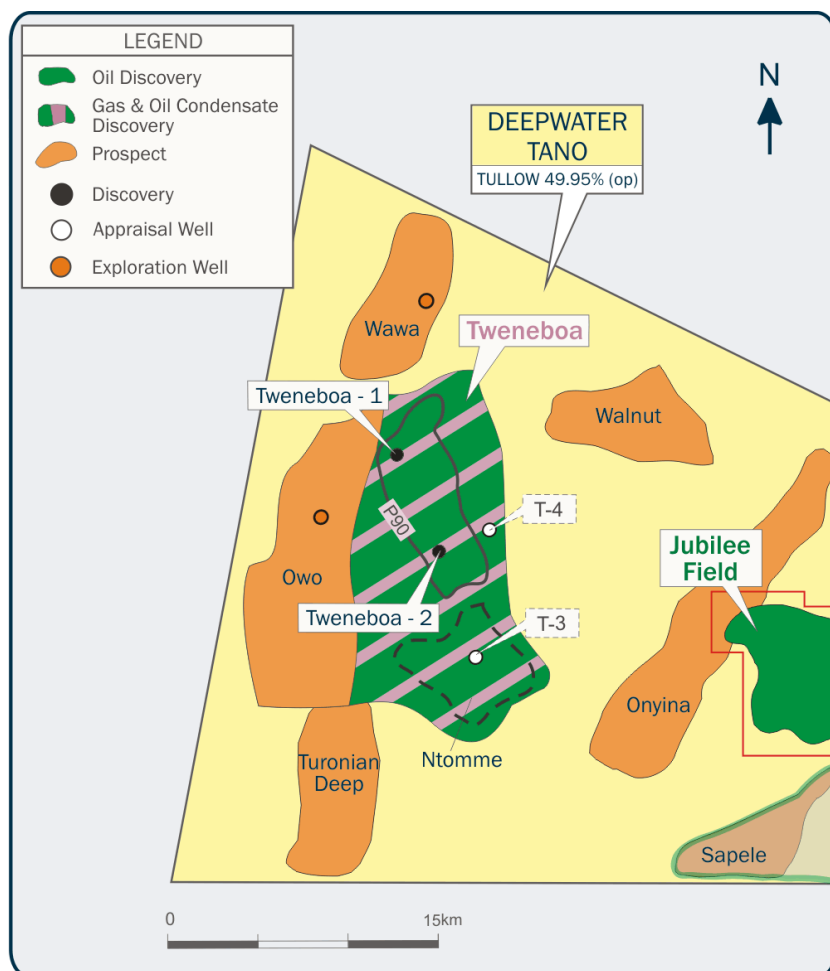 LEGEND
Oil Discovery
Gas & Oil Condensate
Discovery
Prospect
Discovery
Appraisal Well
Exploration Well
N
DEEPWATER
TANO
TULLOW 49.95% (op)
Wawa
Tweneboa
Tweneboa - 1
Walnut
P90
T-4
Jubilee
Field
Owo
Tweneboa - 2
T-3
Onyina
Ntomme
Turonian
Deep
Sapele
0
15km